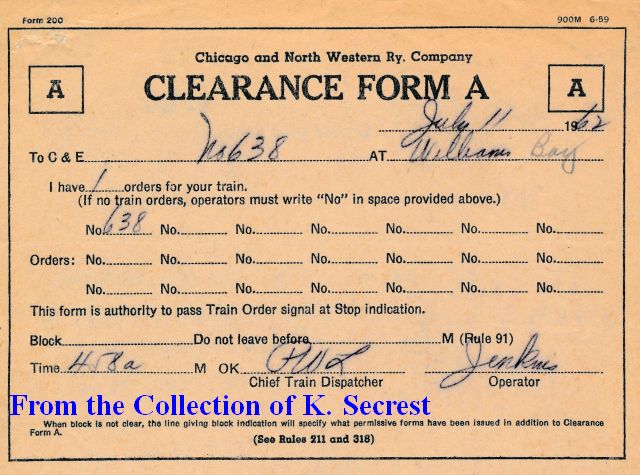 Form 200 900M 6-59
Chicago and North Western Ry. Company
A CLEARANCE FORM A A
July 11 1962
To C & E No 638 AT Williams Bay
I have 1 orders for your train.
(If no train orders, operators must write "No" in space provided above.)
No. 638 No. No. No. No. No. No.
Orders: No. No. No. No. No. No. No.
No. No. No. No. No. No. No.
This form is authority to pass Train Order signal at Stop indication.
Block Do not leave before M (Rule 91)
Time 458a M OK PWL Jenkins
Chief Train Dispatcher Operator
From the Collection of K. Secrest
When block is not clear, the line giving block indication will specify what permissive forms have been issued in addition to Clearance
Form A.
(See Rules 211 and 318)